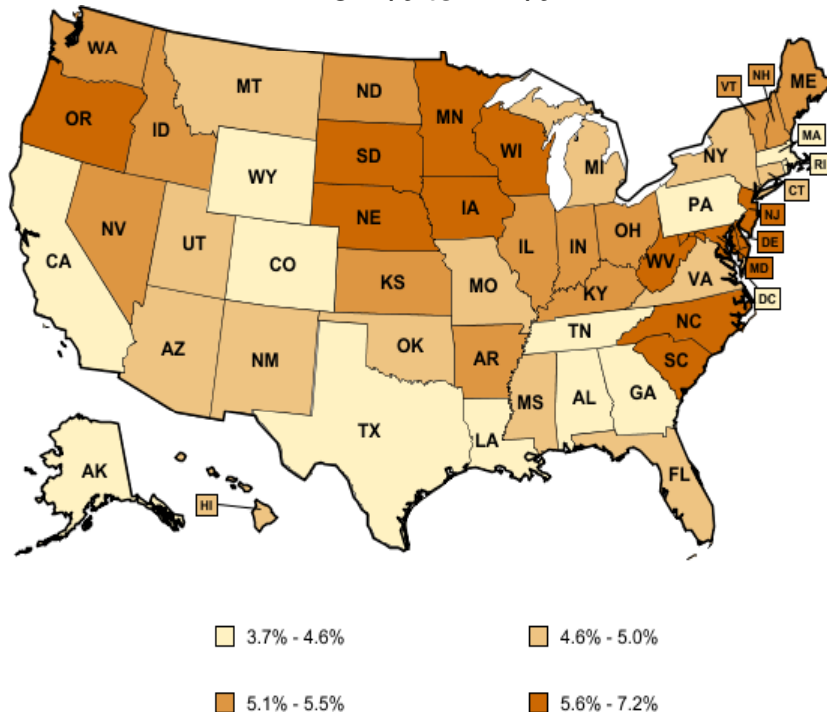 WA
MT
ND
MN
VT
NH
ME
OR
ID
SD
WI
MI
NY
MA
RI
CT
WY
NE
IA
PA
NJ
NV
UT
CO
IL
IN
OH
DE
MD
CA
KS
MO
WV
VA
KY
DC
AZ
NM
OK
AR
TN
NC
SC
MS
AL
GA
TX
LA
FL
AK
HI
3.7% - 4.6%
4.6% - 5.0%
5.1% - 5.5%
5.6% - 7.2%